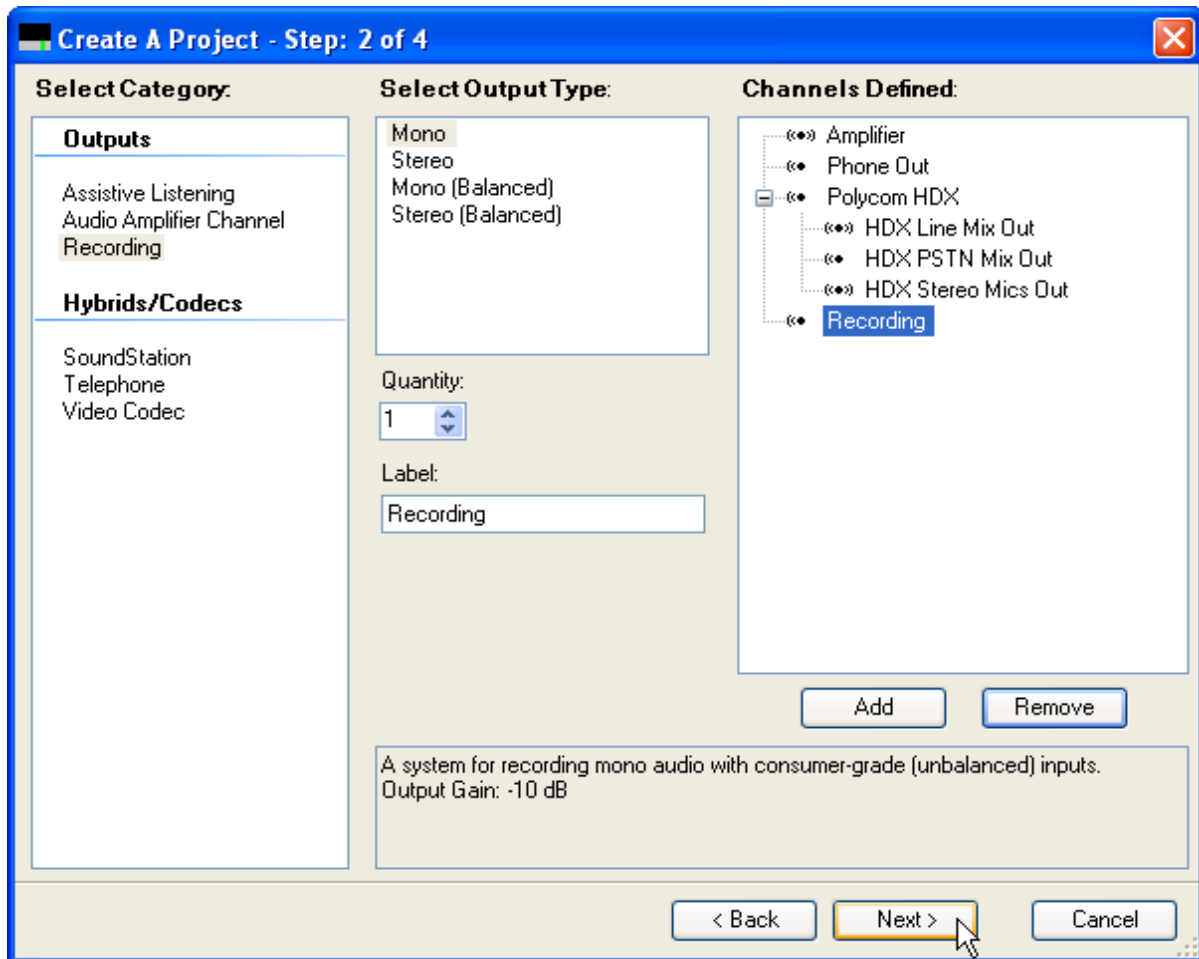 Create A Project - Step: 2 of 4
Select Category:
Outputs
Assistive Listening
Audio Amplifier Channel
Recording
Hybrids/Codecs
SoundStation
Telephone
Video Codec
Select Output Type:
Mono
Stereo
Mono (Balanced)
Stereo (Balanced)
Quantity:
1
Label:
Recording
Channels Defined:
Amplifier
Phone Out
Polycom HDX
HDX Line Mix Out
HDX PSTN Mix Out
HDX Stereo Mics Out
Recording
Add Remove
A system for recording mono audio with consumer-grade (unbalanced) inputs.
Output Gain: -10 dB
< Back Next > Cancel